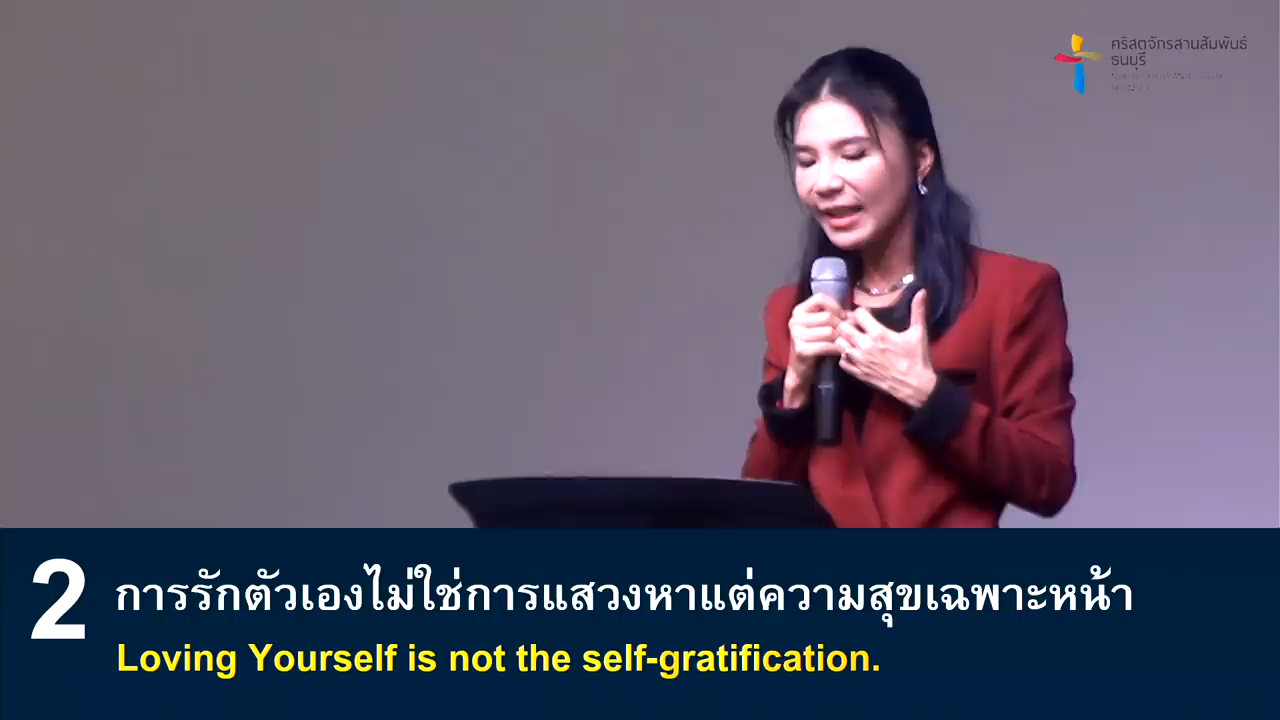 คริสตจักรสานสัมพันธ์
ธนบุรี
2
การรักตัวเองไม่ใช่การแสวงหาแต่ความสุขเฉพาะหน้า
Loving Yourself is not the self-gratification.